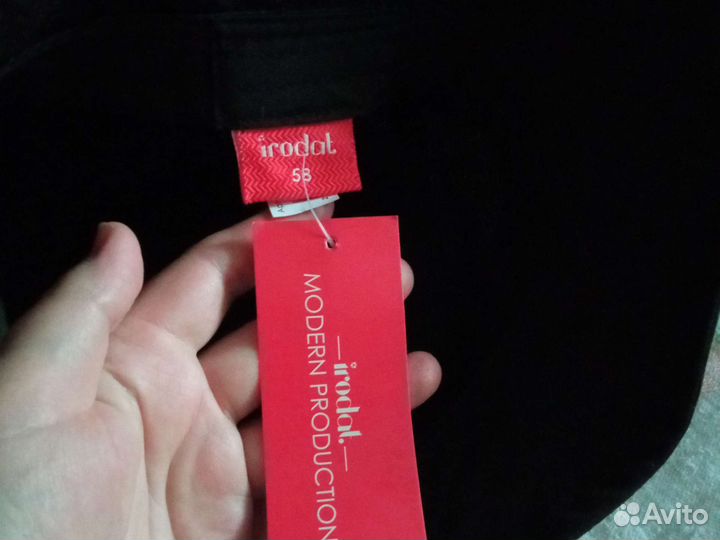 irodat
58
irodat
MODERN PRODUCTION
Avito